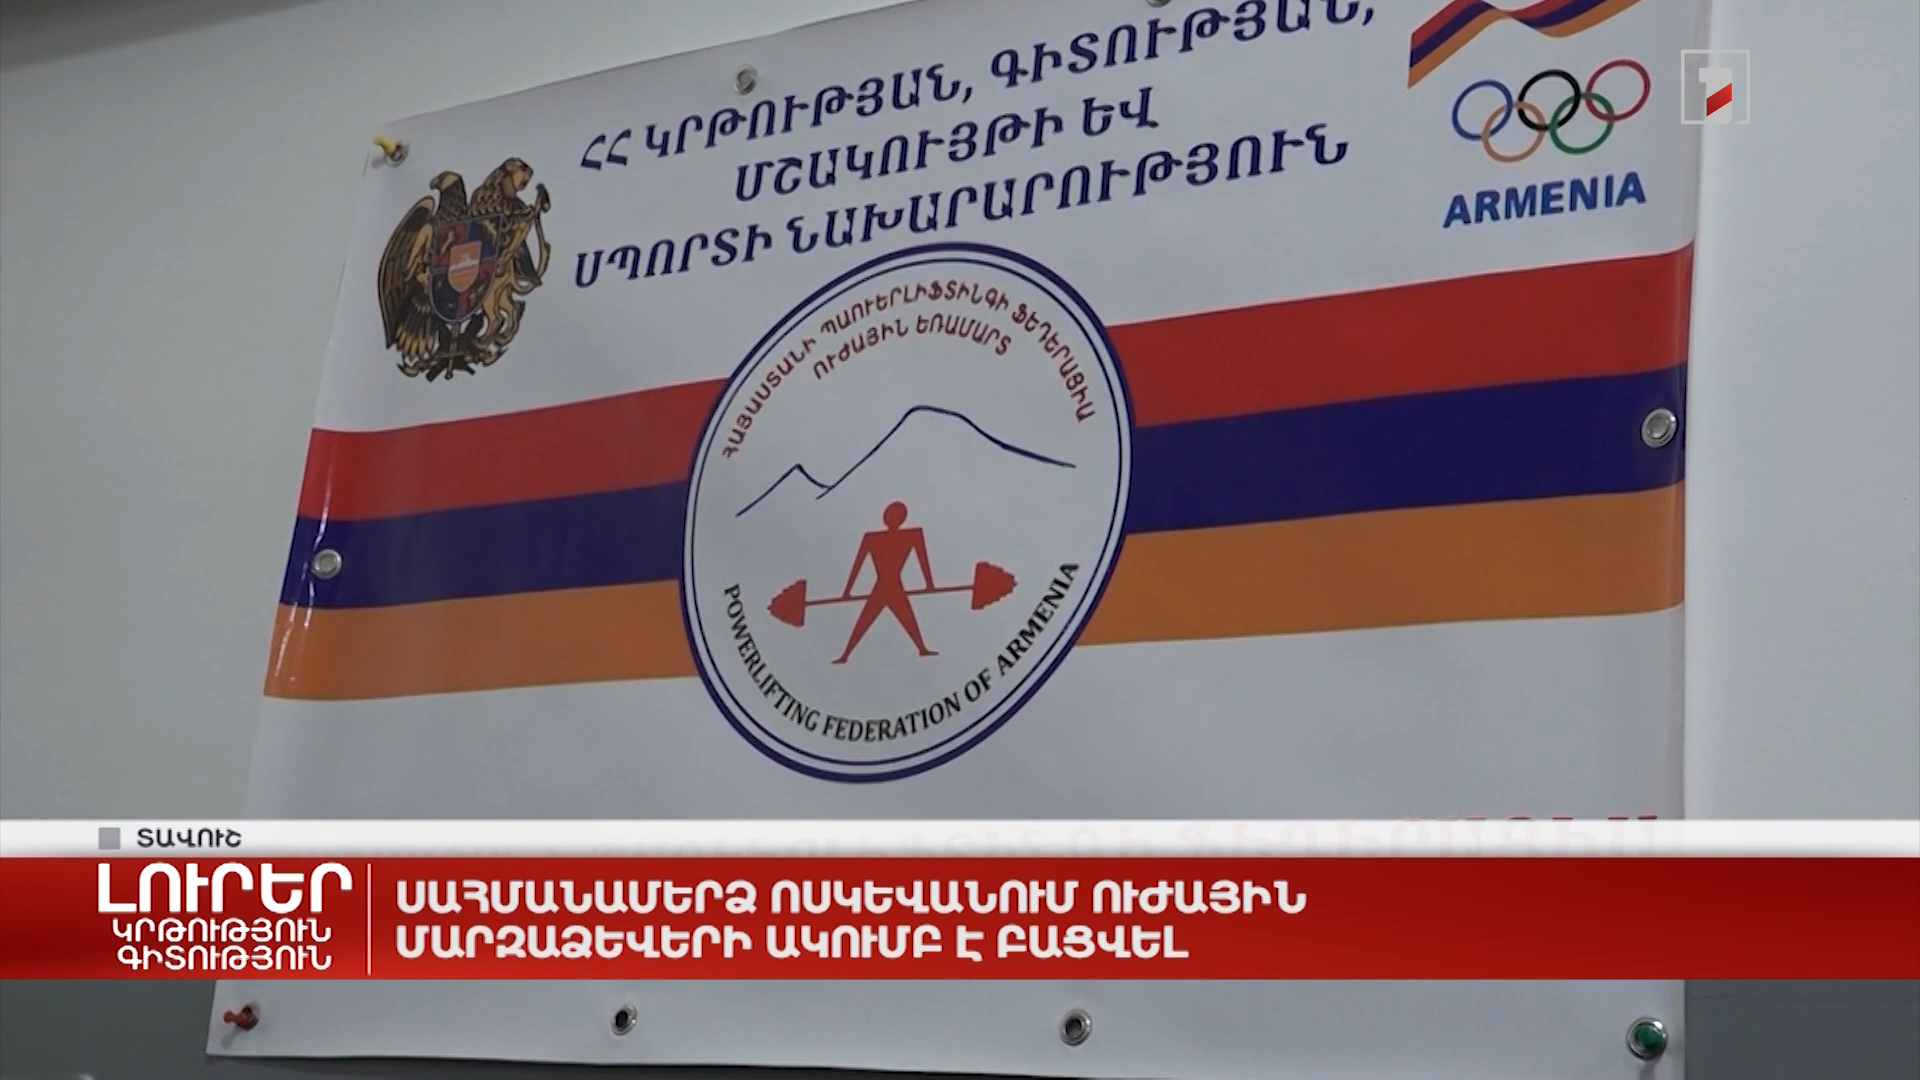 ՀՀ ԿՐԹՈՒԹՅԱՆ, ԳԻՏՈՒԹՅԱՆ,
ՄՇԱԿՈՒՅԹԻ ԵՎ
ՍՊՈՐՏԻ ՆԱԽԱՐԱՐՈՒԹՅՈՒՆ
ARMENIA
ՀԱՅԱՍՏԱՆԻ ՊԱՈՒԵՐԼԻՖՏԻՆԳԻ ՖԵԴԵՐԱՑԻԱ
ՈՒԺԱՅԻՆ ԵՌԱՄԱՐՏ
POWERLIFTING FEDERATION OF ARMENIA
ՏԱՎՈՒՇ
ԼՈՒՐԵՐ
ԿՐԹՈՒԹՅՈՒՆ
ԳԻՏՈՒԹՅՈՒՆ
ՍԱՀՄԱՆԱՄԵՐՁ ՈՍԿԵՎԱՆՈՒՄ ՈՒԺԱՅԻՆ
ՄԱՐԶԱՁԵՎԵՐԻ ԱԿՈՒՄԲ Է ԲԱՑՎԵԼ